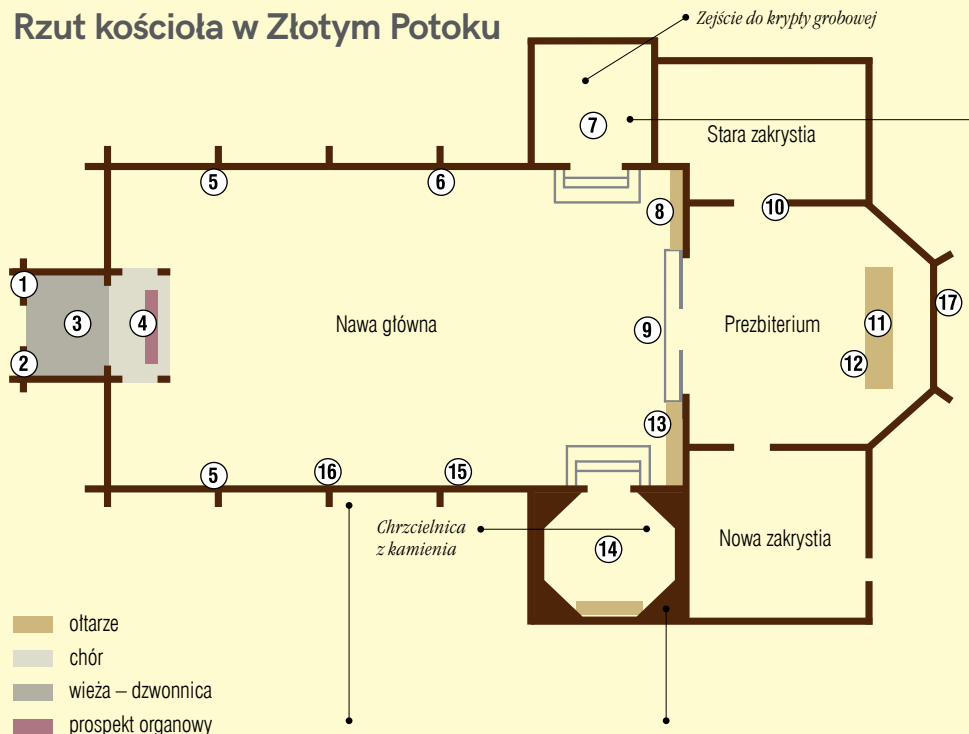 Rzut kościoła w Złotym Potoku
Zejście do krypty grobowej
7
Stara zakrystia
5
6
8
10
1
3
4
2
Nawa główna
9
Prezbiterium
11
12
17
13
5
16
15
Chrzcielnica
z kamienia
14
Nowa zakrystia
ołtarze
chór
wieża – dzwonnica
prospekt organowy